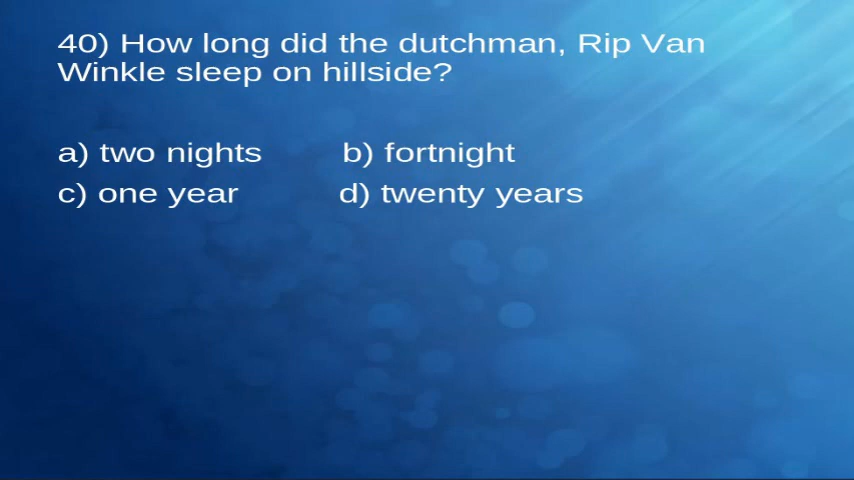 40) How long did the dutchman, Rip Van
Winkle sleep on hillside?
a) two nights b) fortnight
c) one year d) twenty years